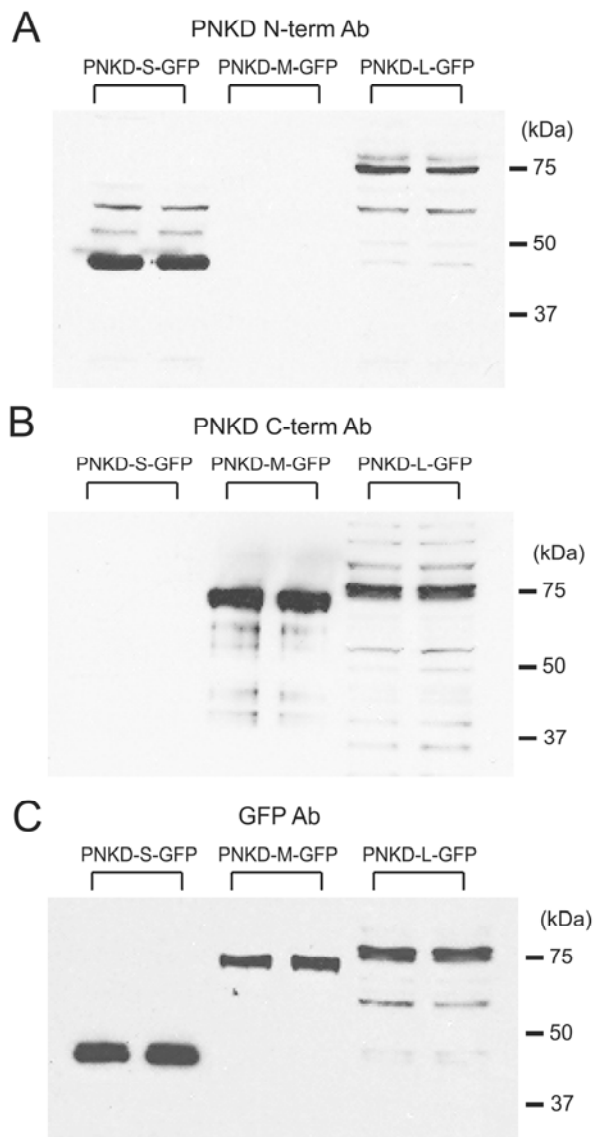 A
PNKD N-term Ab
PNKD-S-GFP PNKD-M-GFP PNKD-L-GFP
(kDa)
75
50
37
B
PNKD C-term Ab
PNKD-S-GFP PNKD-M-GFP PNKD-L-GFP
(kDa)
75
50
37
C
GFP Ab
PNKD-S-GFP PNKD-M-GFP PNKD-L-GFP
(kDa)
75
50
37